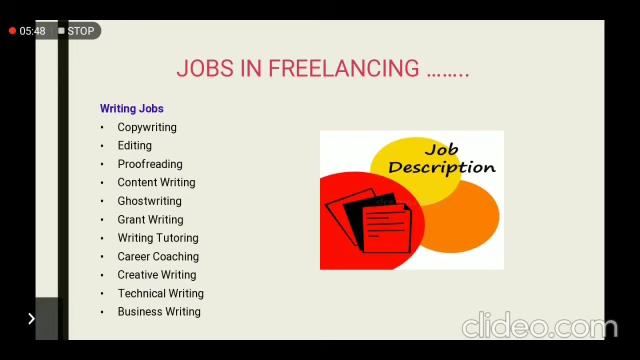 05:48 STOP
JOBS IN FREELANCING ……..
Writing Jobs
• Copywriting
• Editing
• Proofreading
• Content Writing
• Ghostwriting
• Grant Writing
• Writing Tutoring
• Career Coaching
• Creative Writing
• Technical Writing
• Business Writing
Job
Description
clideo.com